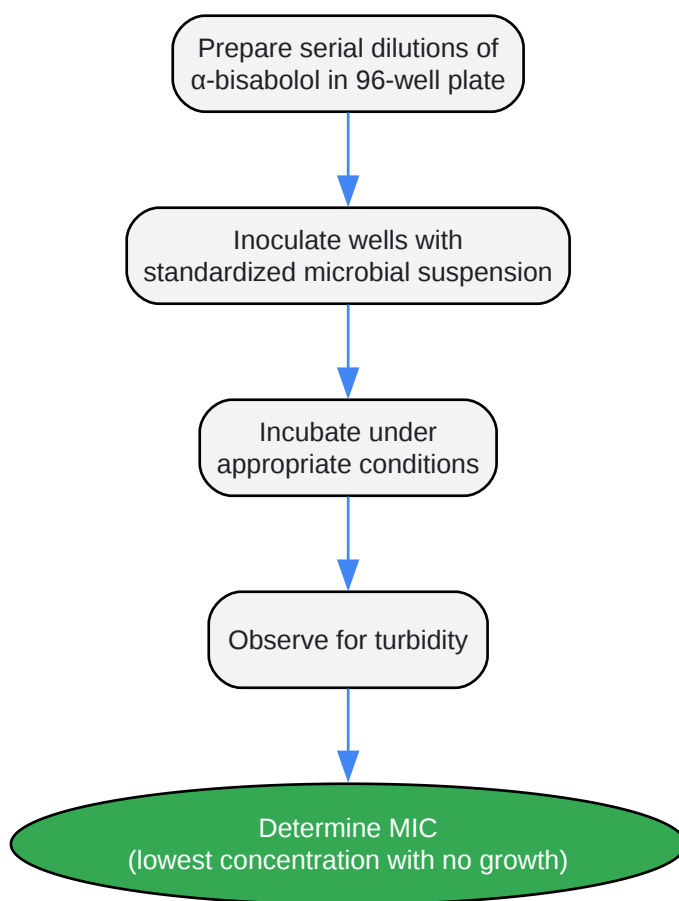 Prepare serial dilutions of
α-bisabolol in 96-well plate
Inoculate wells with
standardized microbial suspension
Incubate under
appropriate conditions
Observe for turbidity
Determine MIC
(lowest concentration with no growth)